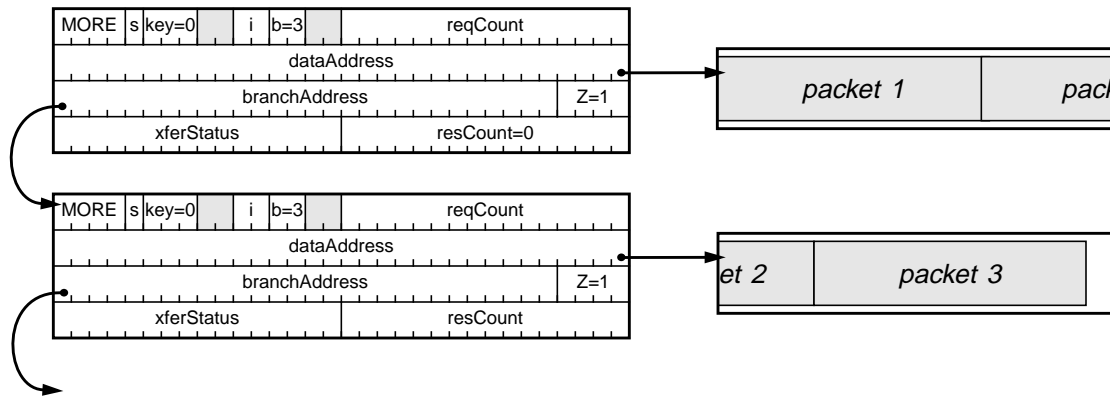 MORE s key=0 i b=3 reqCount
dataAddress
packet 1 pack
branchAddress Z=1
xferStatus resCount=0
MORE s key=0 i b=3 reqCount
dataAddress
et 2 packet 3
branchAddress Z=1
xferStatus resCount